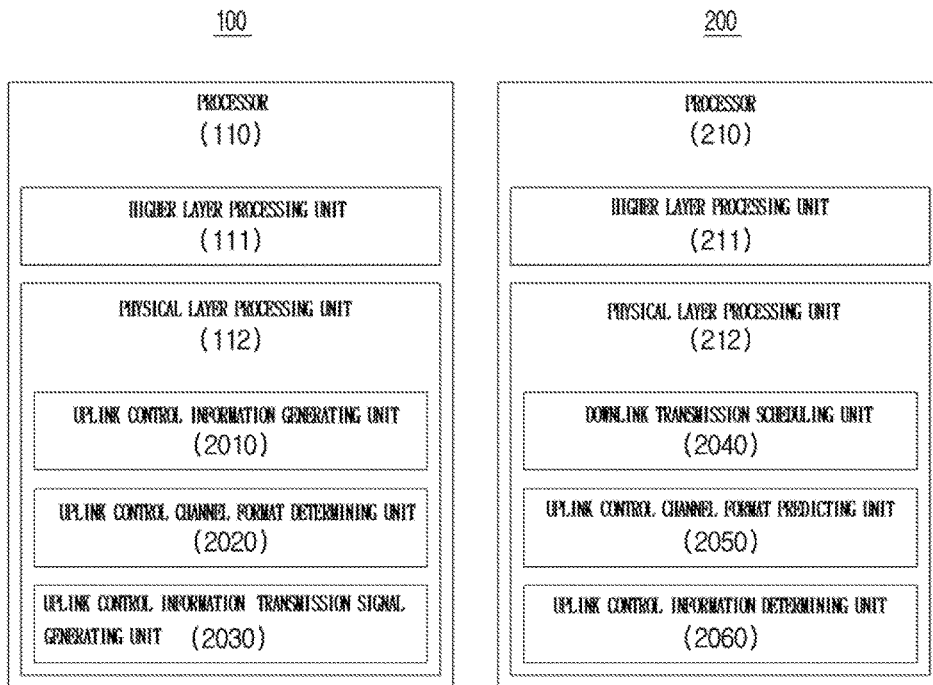 100
PROCESSOR
(110)
HIGHER LAYER PROCESSING UNIT
(111)
PHYSICAL LAYER PROCESSING UNIT
(112)
UPLINK CONTROL INFORMATION GENERATING UNIT
(2010)
UPLINK CONTROL CHANNEL FORMAT DETERMINING UNIT
(2020)
UPLINK CONTROL INFORMATION TRANSMISSION SIGNAL
GENERATING UNIT (2030)
200
PROCESSOR
(210)
HIGHER LAYER PROCESSING UNIT
(211)
PHYSICAL LAYER PROCESSING UNIT
(212)
DOWNLINK TRANSMISSION SCHEDULING UNIT
(2040)
UPLINK CONTROL CHANNEL FORMAT PREDICTING UNIT
(2050)
UPLINK CONTROL INFORMATION DETERMINING UNIT
(2060)